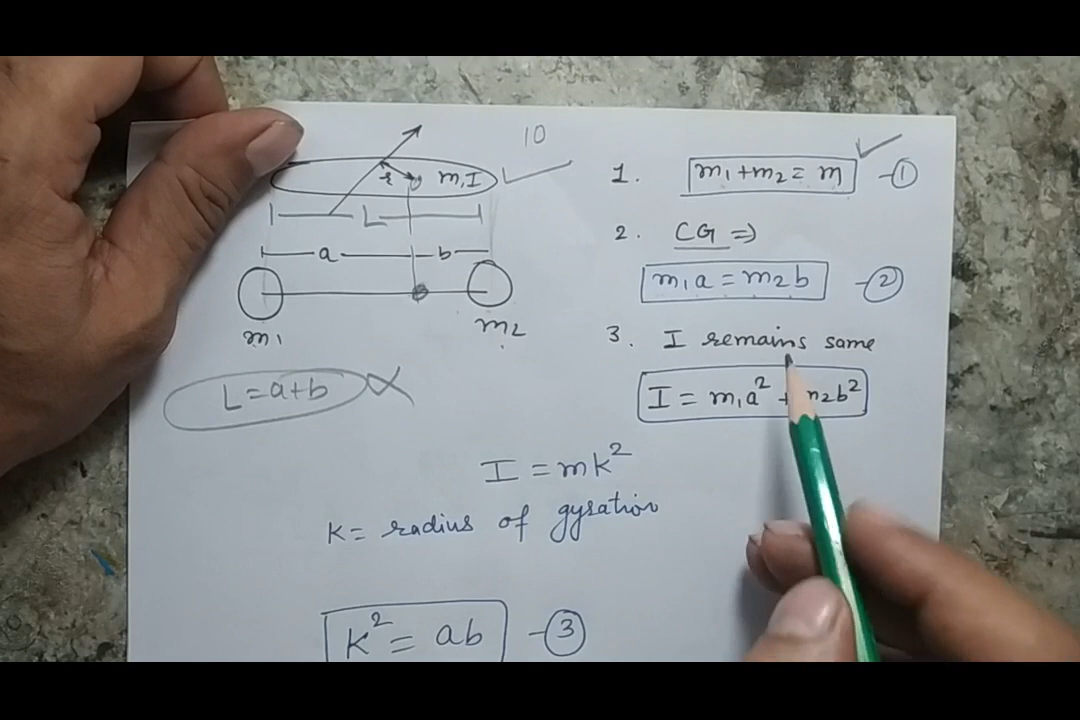 10
m, I
L
a b
m₁ m₂
L = a+b
1. m₁ + m₂ = m -①
2. CG ⇒
m₁a = m₂b -②
3. I remains same
I = m₁a² + m₂b²
I = mk²
k = radius of gyration
k² = ab -③